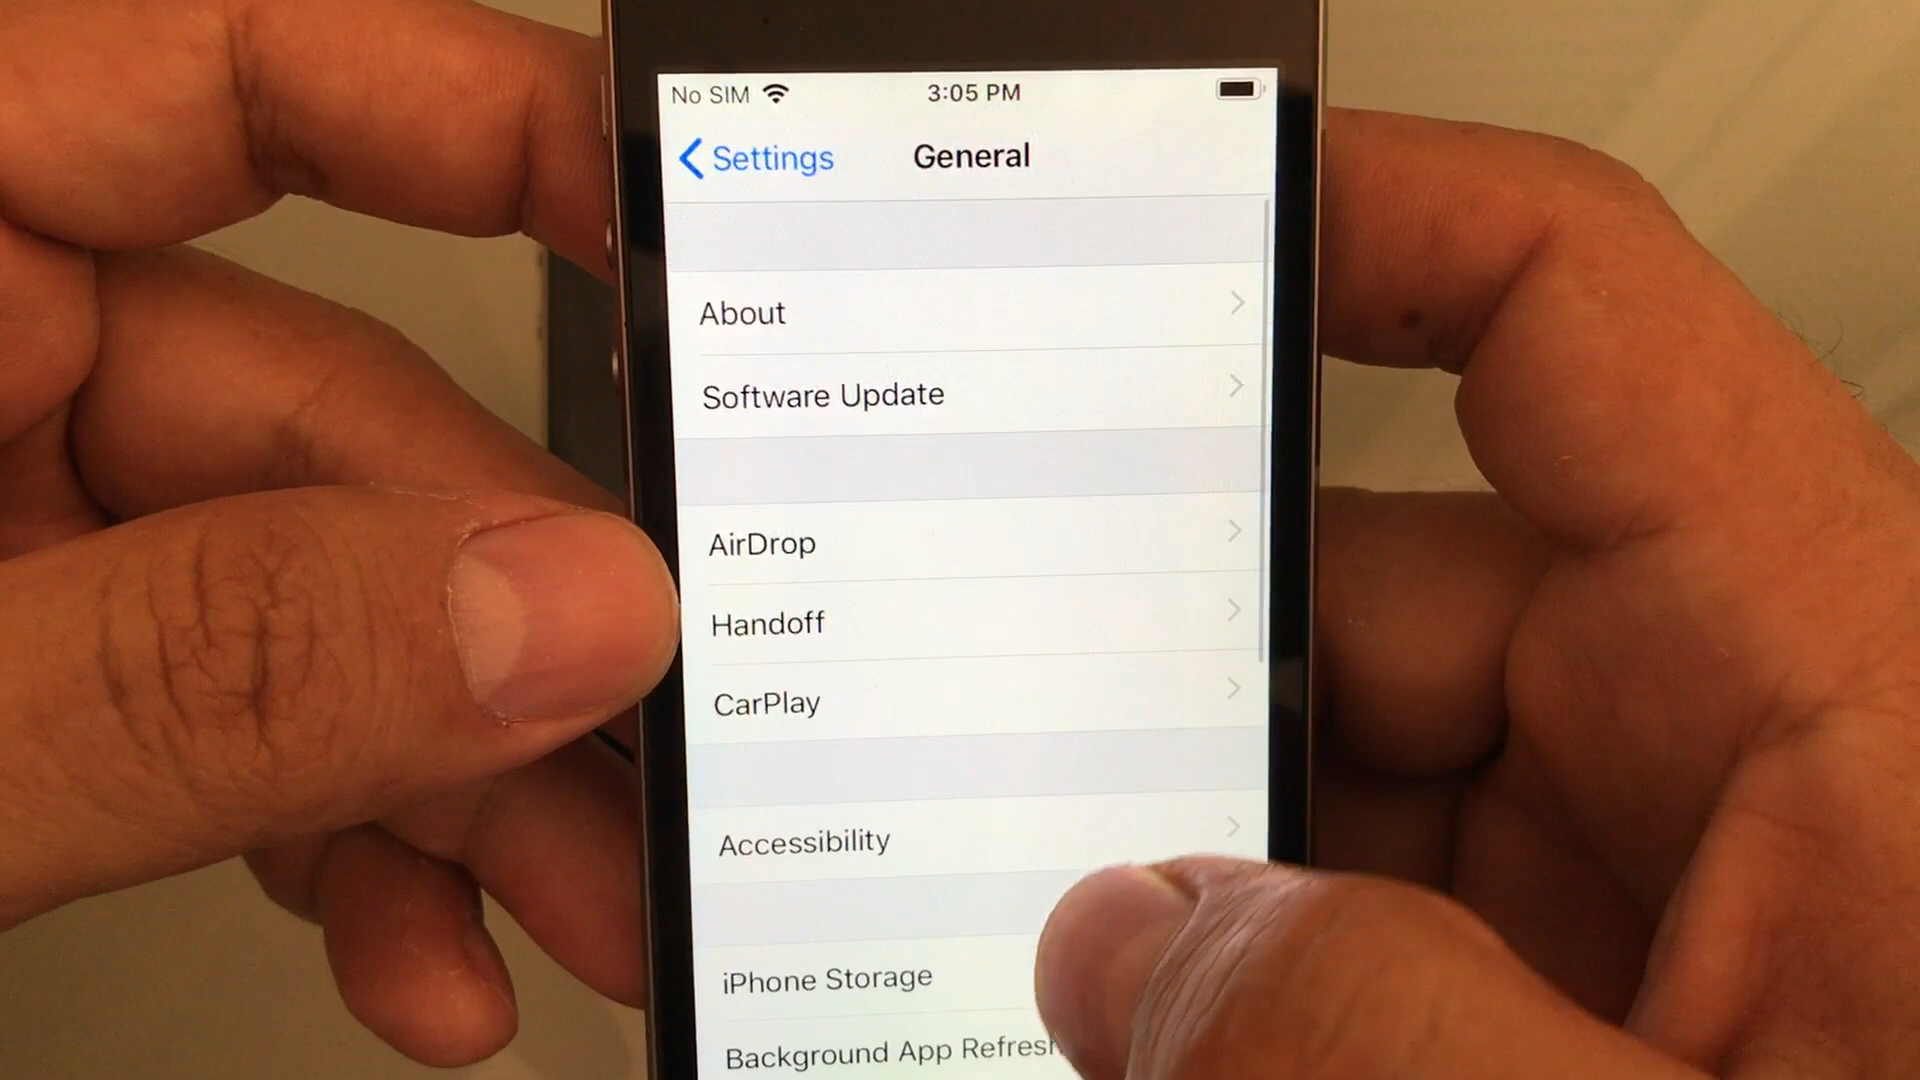 No SIM 3:05 PM
Settings General
About
Software Update
AirDrop
Handoff
CarPlay
Accessibility
iPhone Storage
Background App Refresh